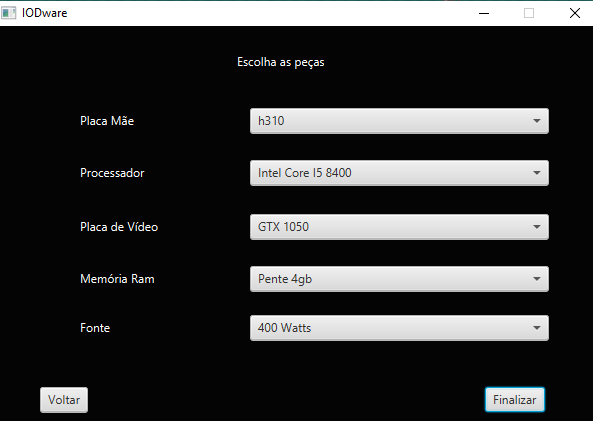 IODware
Escolha as peças
Placa Mãe
h310
Processador
Intel Core I5 8400
Placa de Vídeo
GTX 1050
Memória Ram
Pente 4gb
Fonte
400 Watts
Voltar
Finalizar